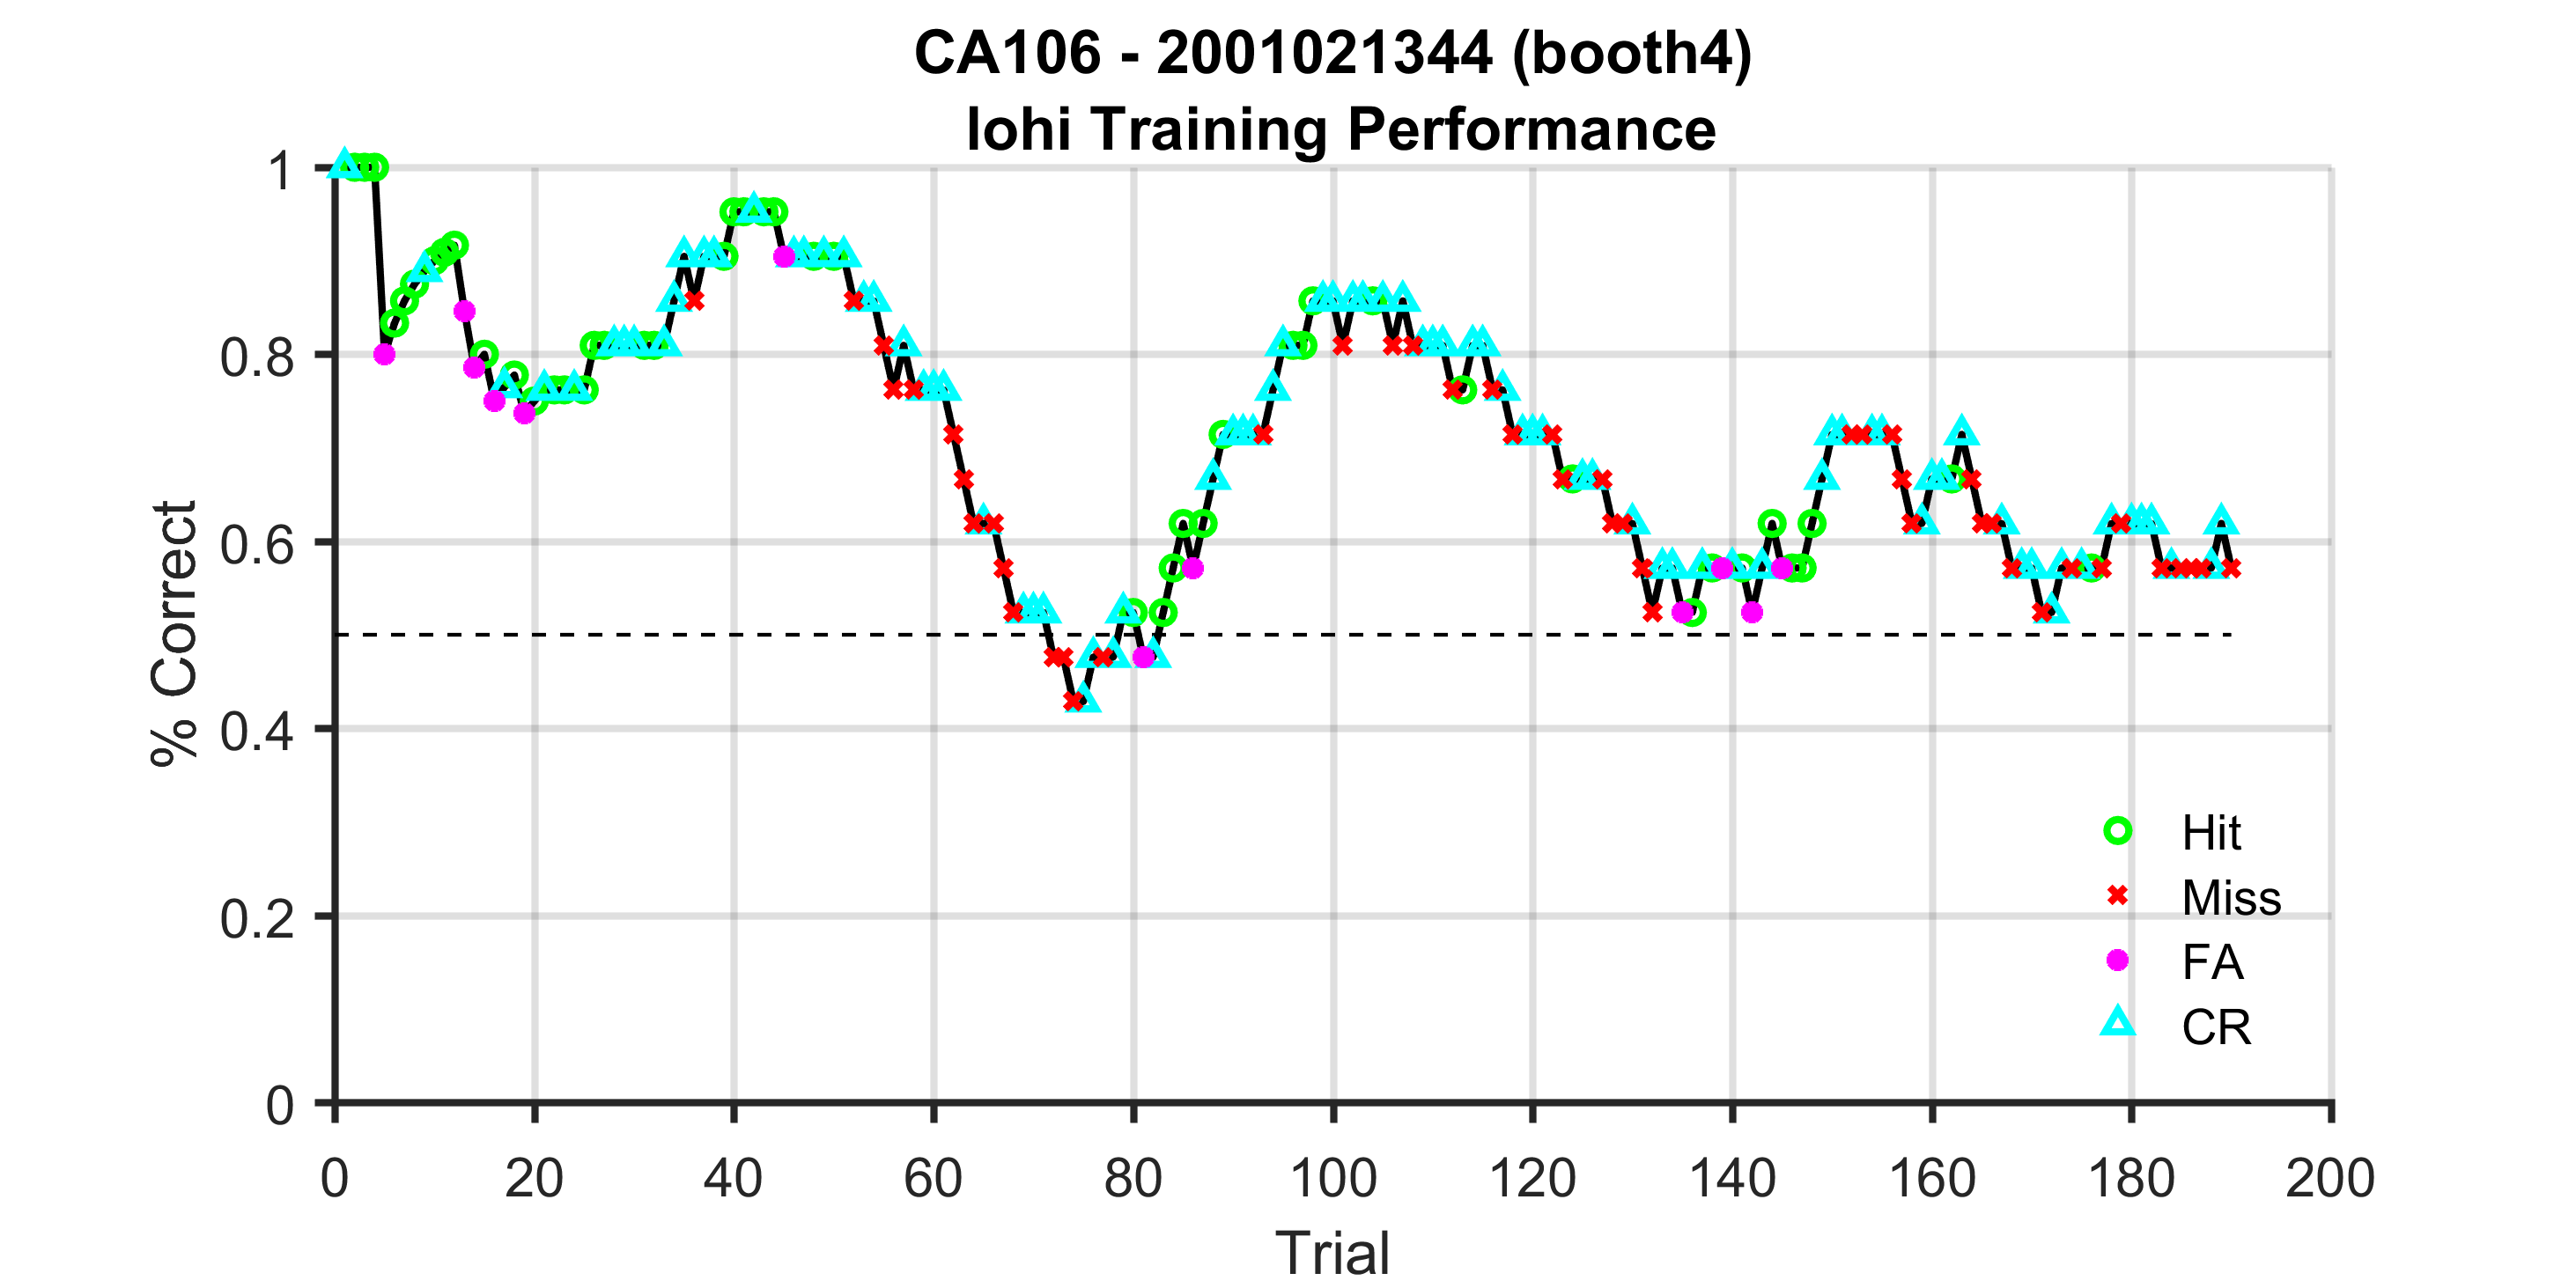 CA106 - 2001021344 (booth4)
lohi Training Performance
% Correct
1
0.8
0.6
0.4
0.2
0
0 20 40 60 80 100 120 140 160 180 200
Trial
Hit
Miss
FA
CR